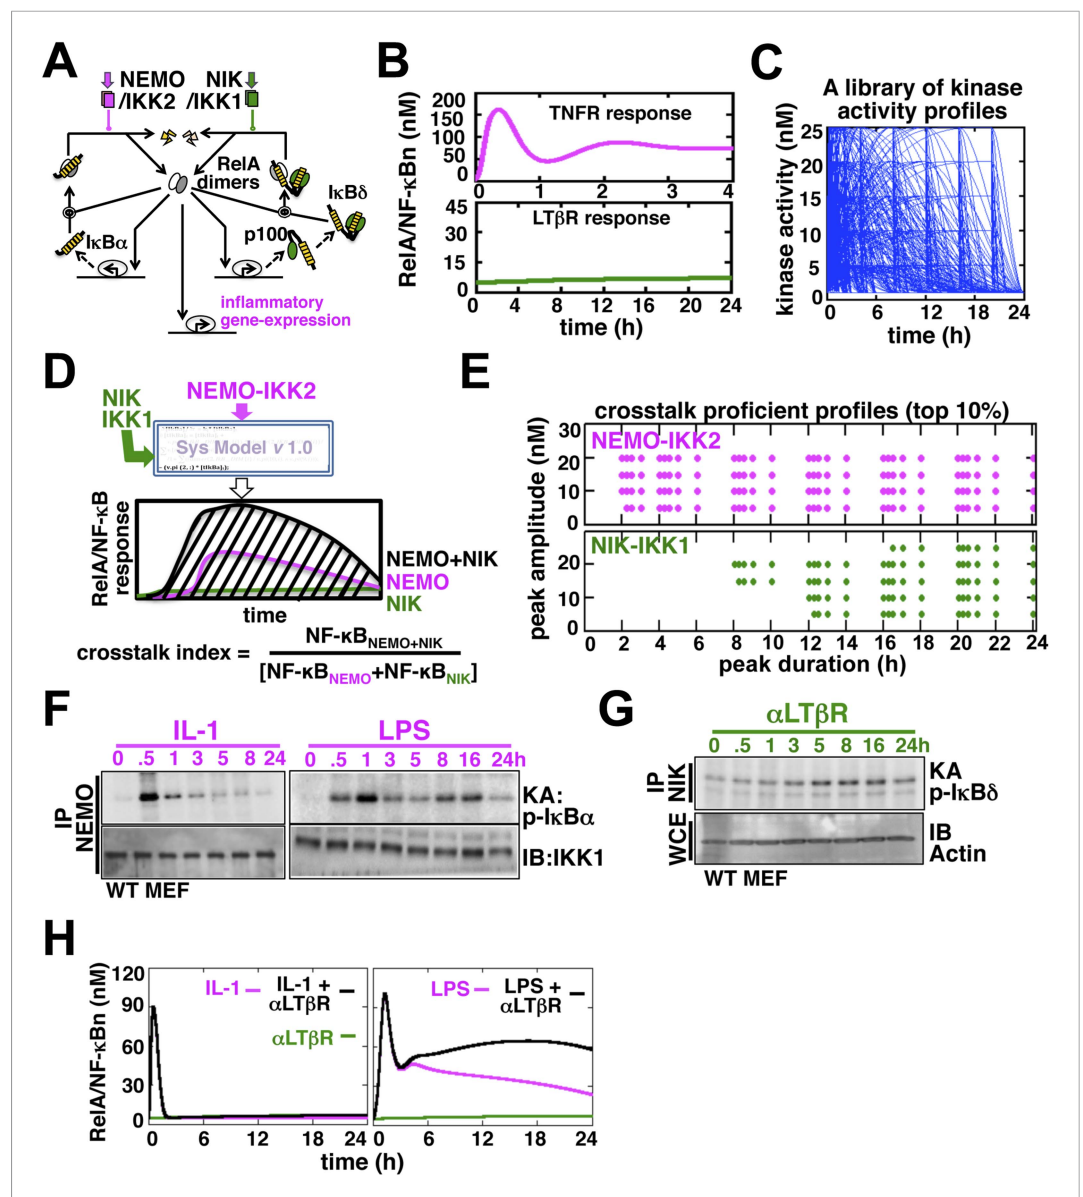 A
NEMO
/IKK2
NIK
/IKK1
RelA
dimers
IκBδ
IκBα
p100
inflammatory
gene-expression
B
RelA/NF-κBn (nM)
200
150
100
50
0
TNFR response
0 1 2 3 4
45
30
15
0
LTβR response
0 4 8 12 16 20 24
time (h)
C
A library of kinase
activity profiles
kinase activity (nM)
25
20
15
10
5
0
0 6 12 18 24
time (h)
D
NEMO-IKK2
NIK
IKK1
Sys Model v 1.0
RelA/NF-κB
response
NEMO+NIK
NEMO
NIK
time
crosstalk index =
NF-κBNEMO+NIK
[NF-κBNEMO+NF-κBNIK]
E
crosstalk proficient profiles (top 10%)
peak amplitude (nM)
30
20
10
0
NEMO-IKK2
NIK-IKK1
20
10
0
0 2 4 6 8 10 12 14 16 18 20 22 24
peak duration (h)
F
IL-1
LPS
0 .5 1 3 5 8 24
0 .5 1 3 5 8 16 24h
IP
NEMO
KA:
p-IκBα
IB:IKK1
WT MEF
G
αLTβR
0 .5 1 3 5 8 16 24h
IP
NIK
KA
p-IκBδ
WCE
IB
Actin
WT MEF
H
RelA/NF-κBn (nM)
120
90
60
30
0
IL-1
IL-1 +
αLTβR
αLTβR
LPS
LPS +
αLTβR
0 6 12 18 24
0 6 12 18 24
time (h)